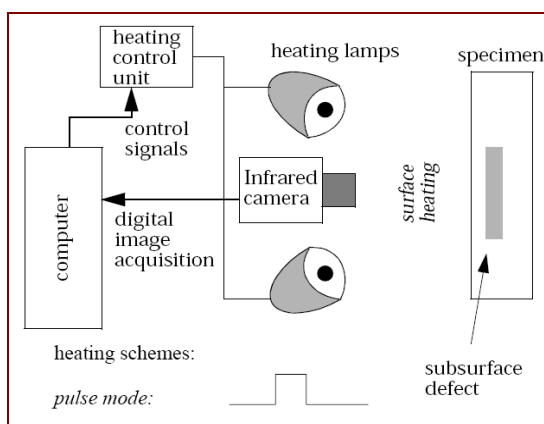 heating
control
unit
heating lamps
specimen
control
signals
Infrared
camera
computer
digital
image
acquisition
surface
heating
heating schemes:
pulse mode:
subsurface
defect